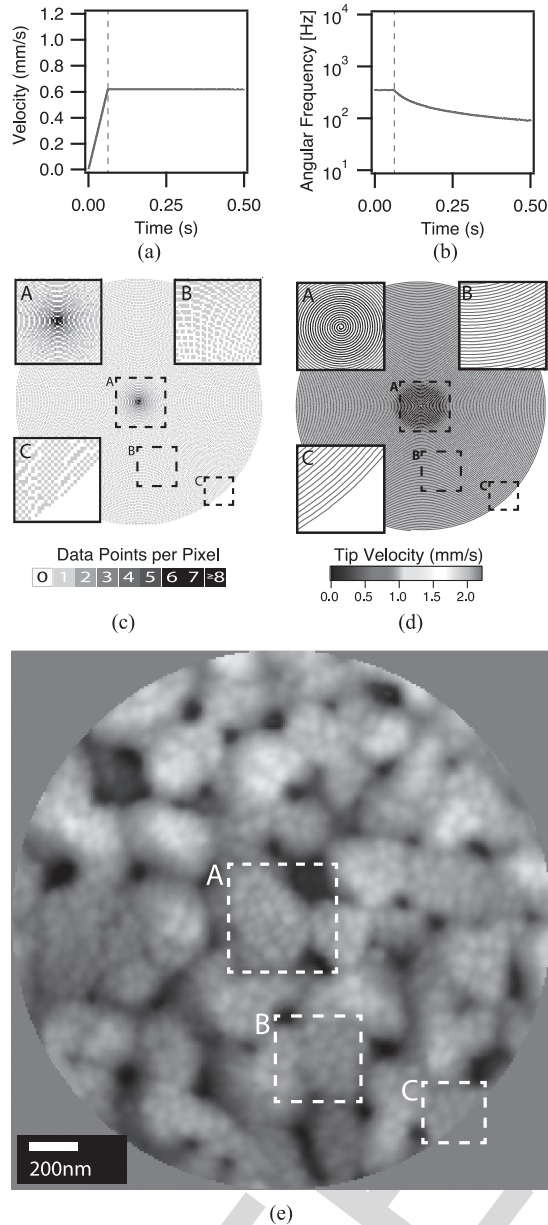 1.2
1.0
0.8
0.6
0.4
0.2
0.0
Velocity (mm/s)
0.00 0.25 0.50
Time (s)
(a)
10⁴
10³
10²
10¹
Angular Frequency [Hz]
0.00 0.25 0.50
Time (s)
(b)
A
B
A
B
C
C
Data Points per Pixel
0 1 2 3 4 5 6 7 ≥8
(c)
A
B
A
B
C
C
Tip Velocity (mm/s)
0.0 0.5 1.0 1.5 2.0
(d)
A
B
C
200nm
(e)